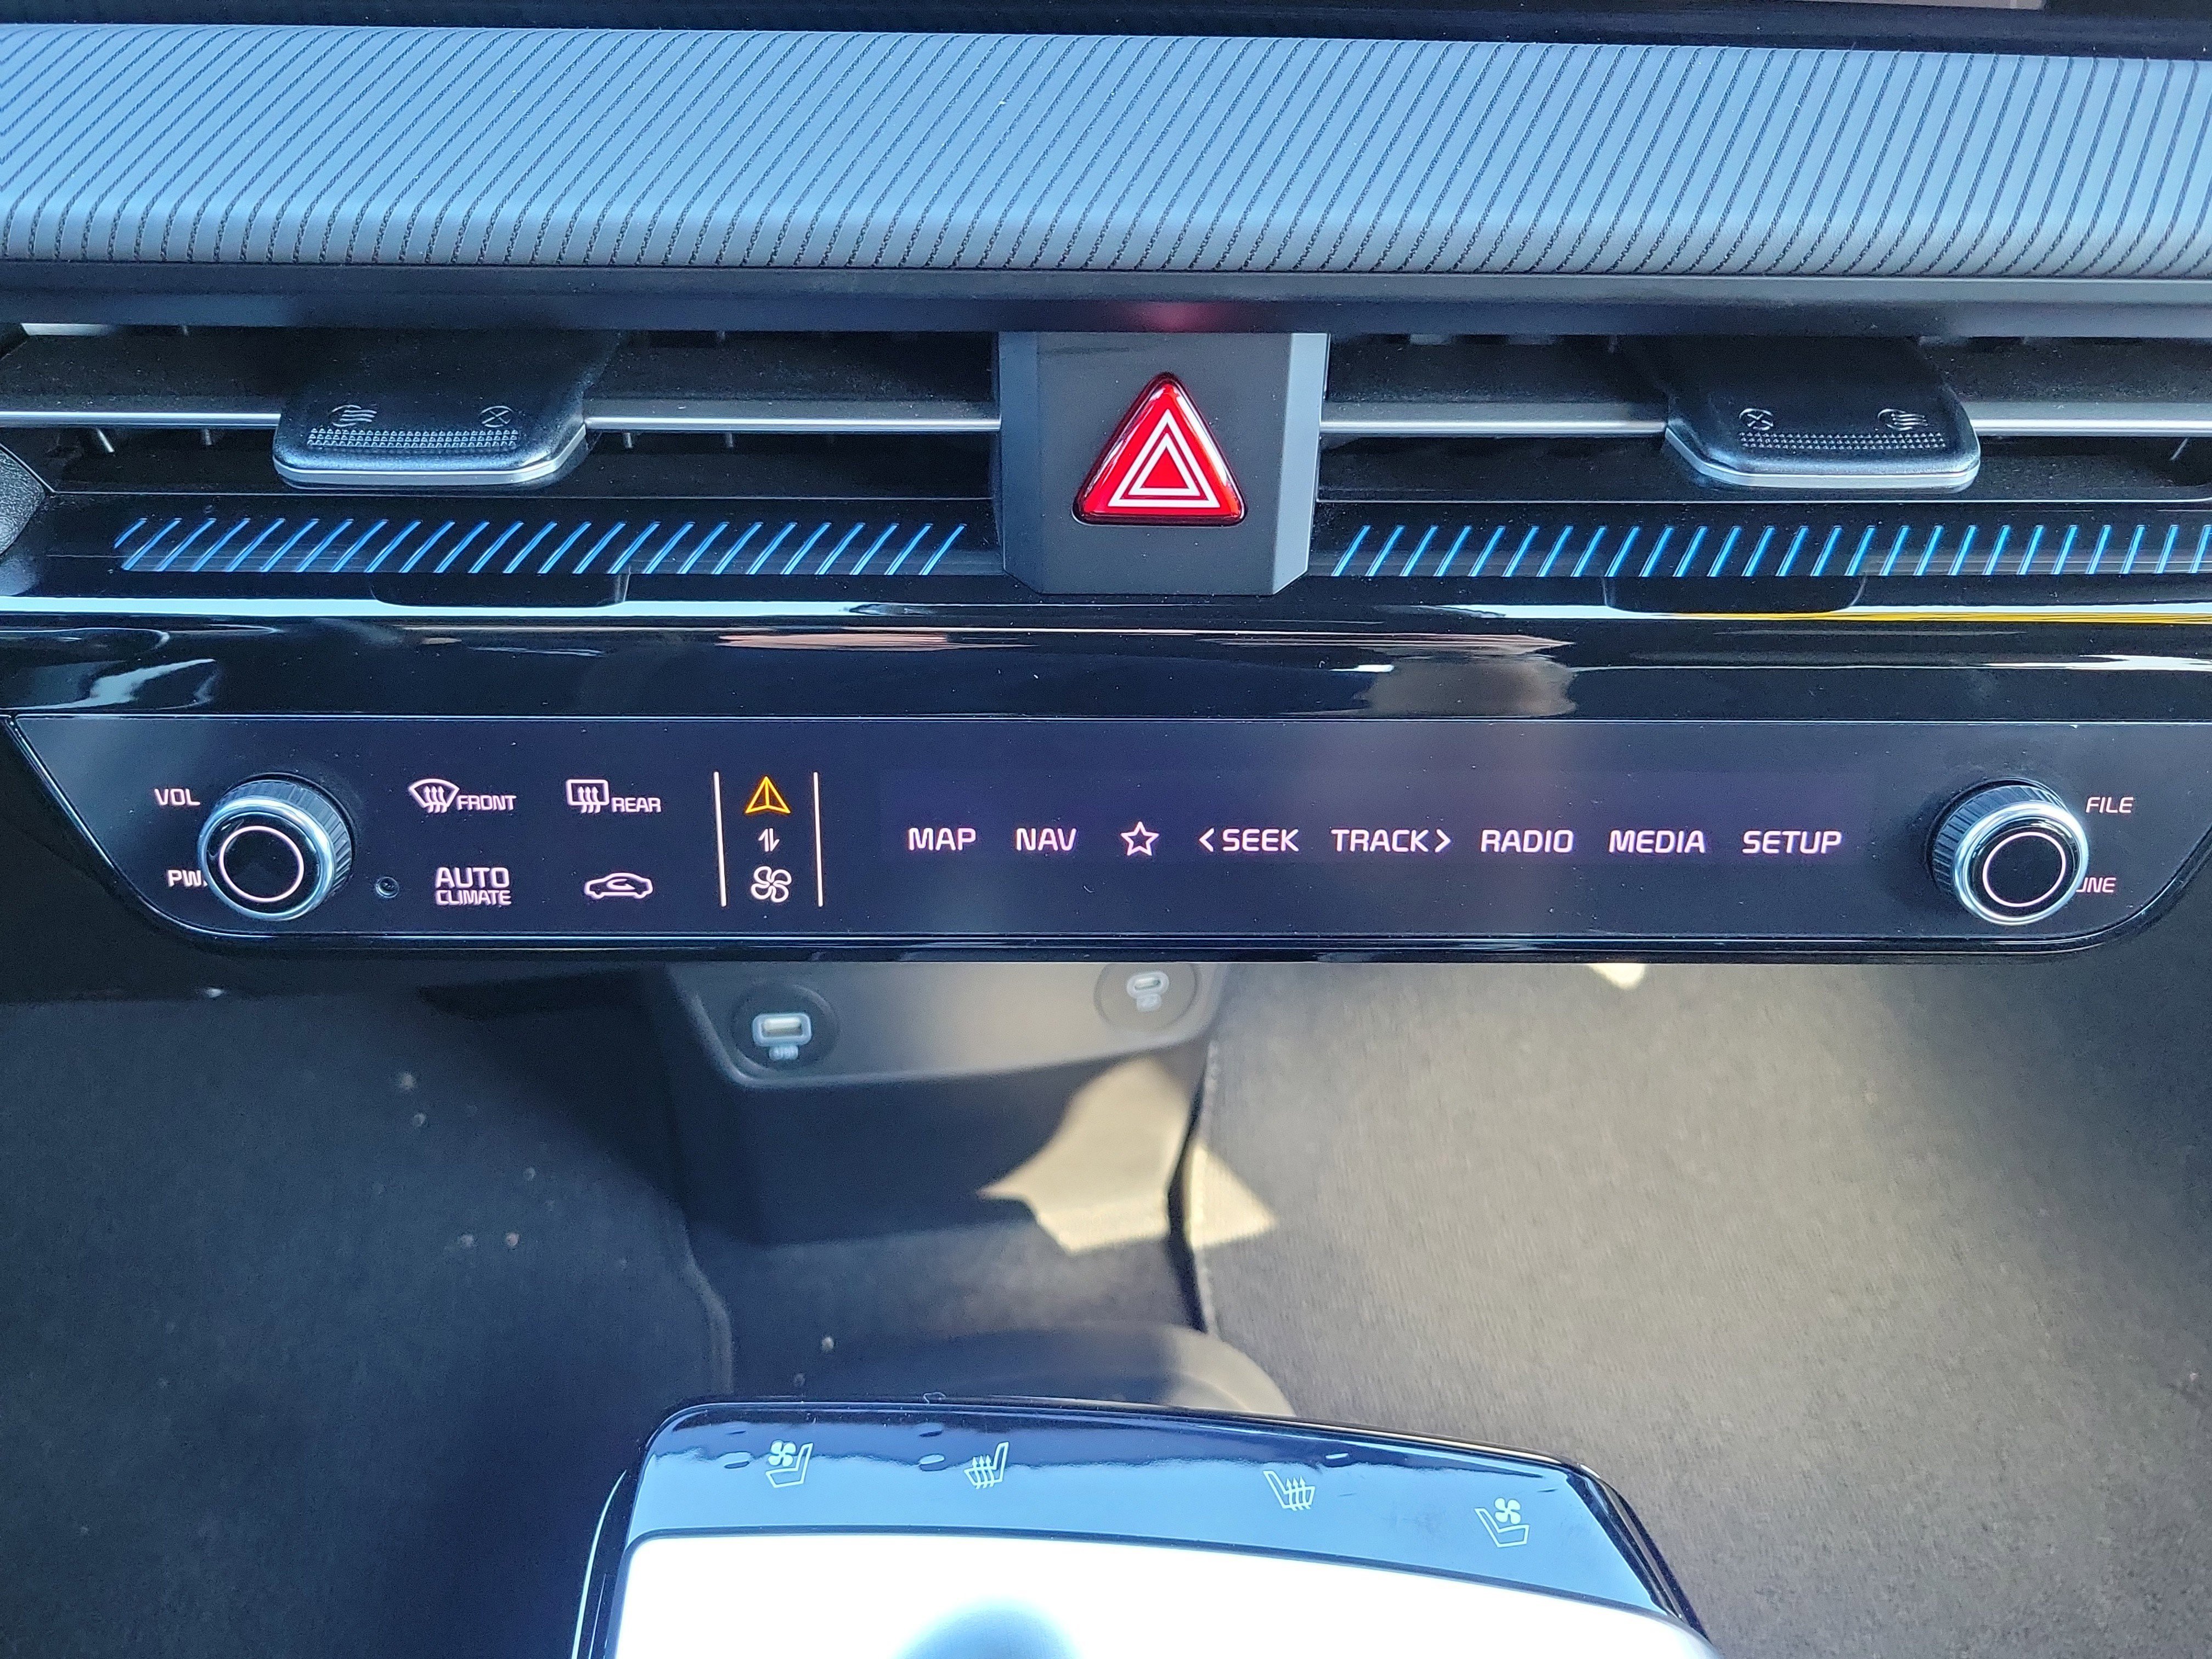 VOL
FRONT
REAR
FILE
MAP NAV < SEEK TRACK > RADIO MEDIA SETUP
AUTO
CLIMATE